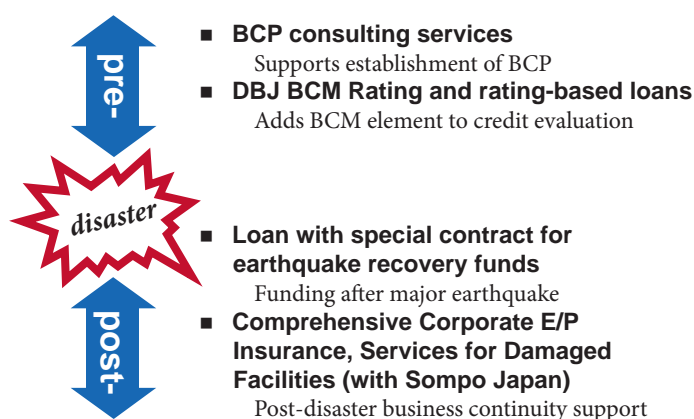 pre-
■ BCP consulting services
Supports establishment of BCP
■ DBJ BCM Rating and rating-based loans
Adds BCM element to credit evaluation
disaster
■ Loan with special contract for
earthquake recovery funds
Funding after major earthquake
post-
■ Comprehensive Corporate E/P
Insurance, Services for Damaged
Facilities (with Sompo Japan)
Post-disaster business continuity support